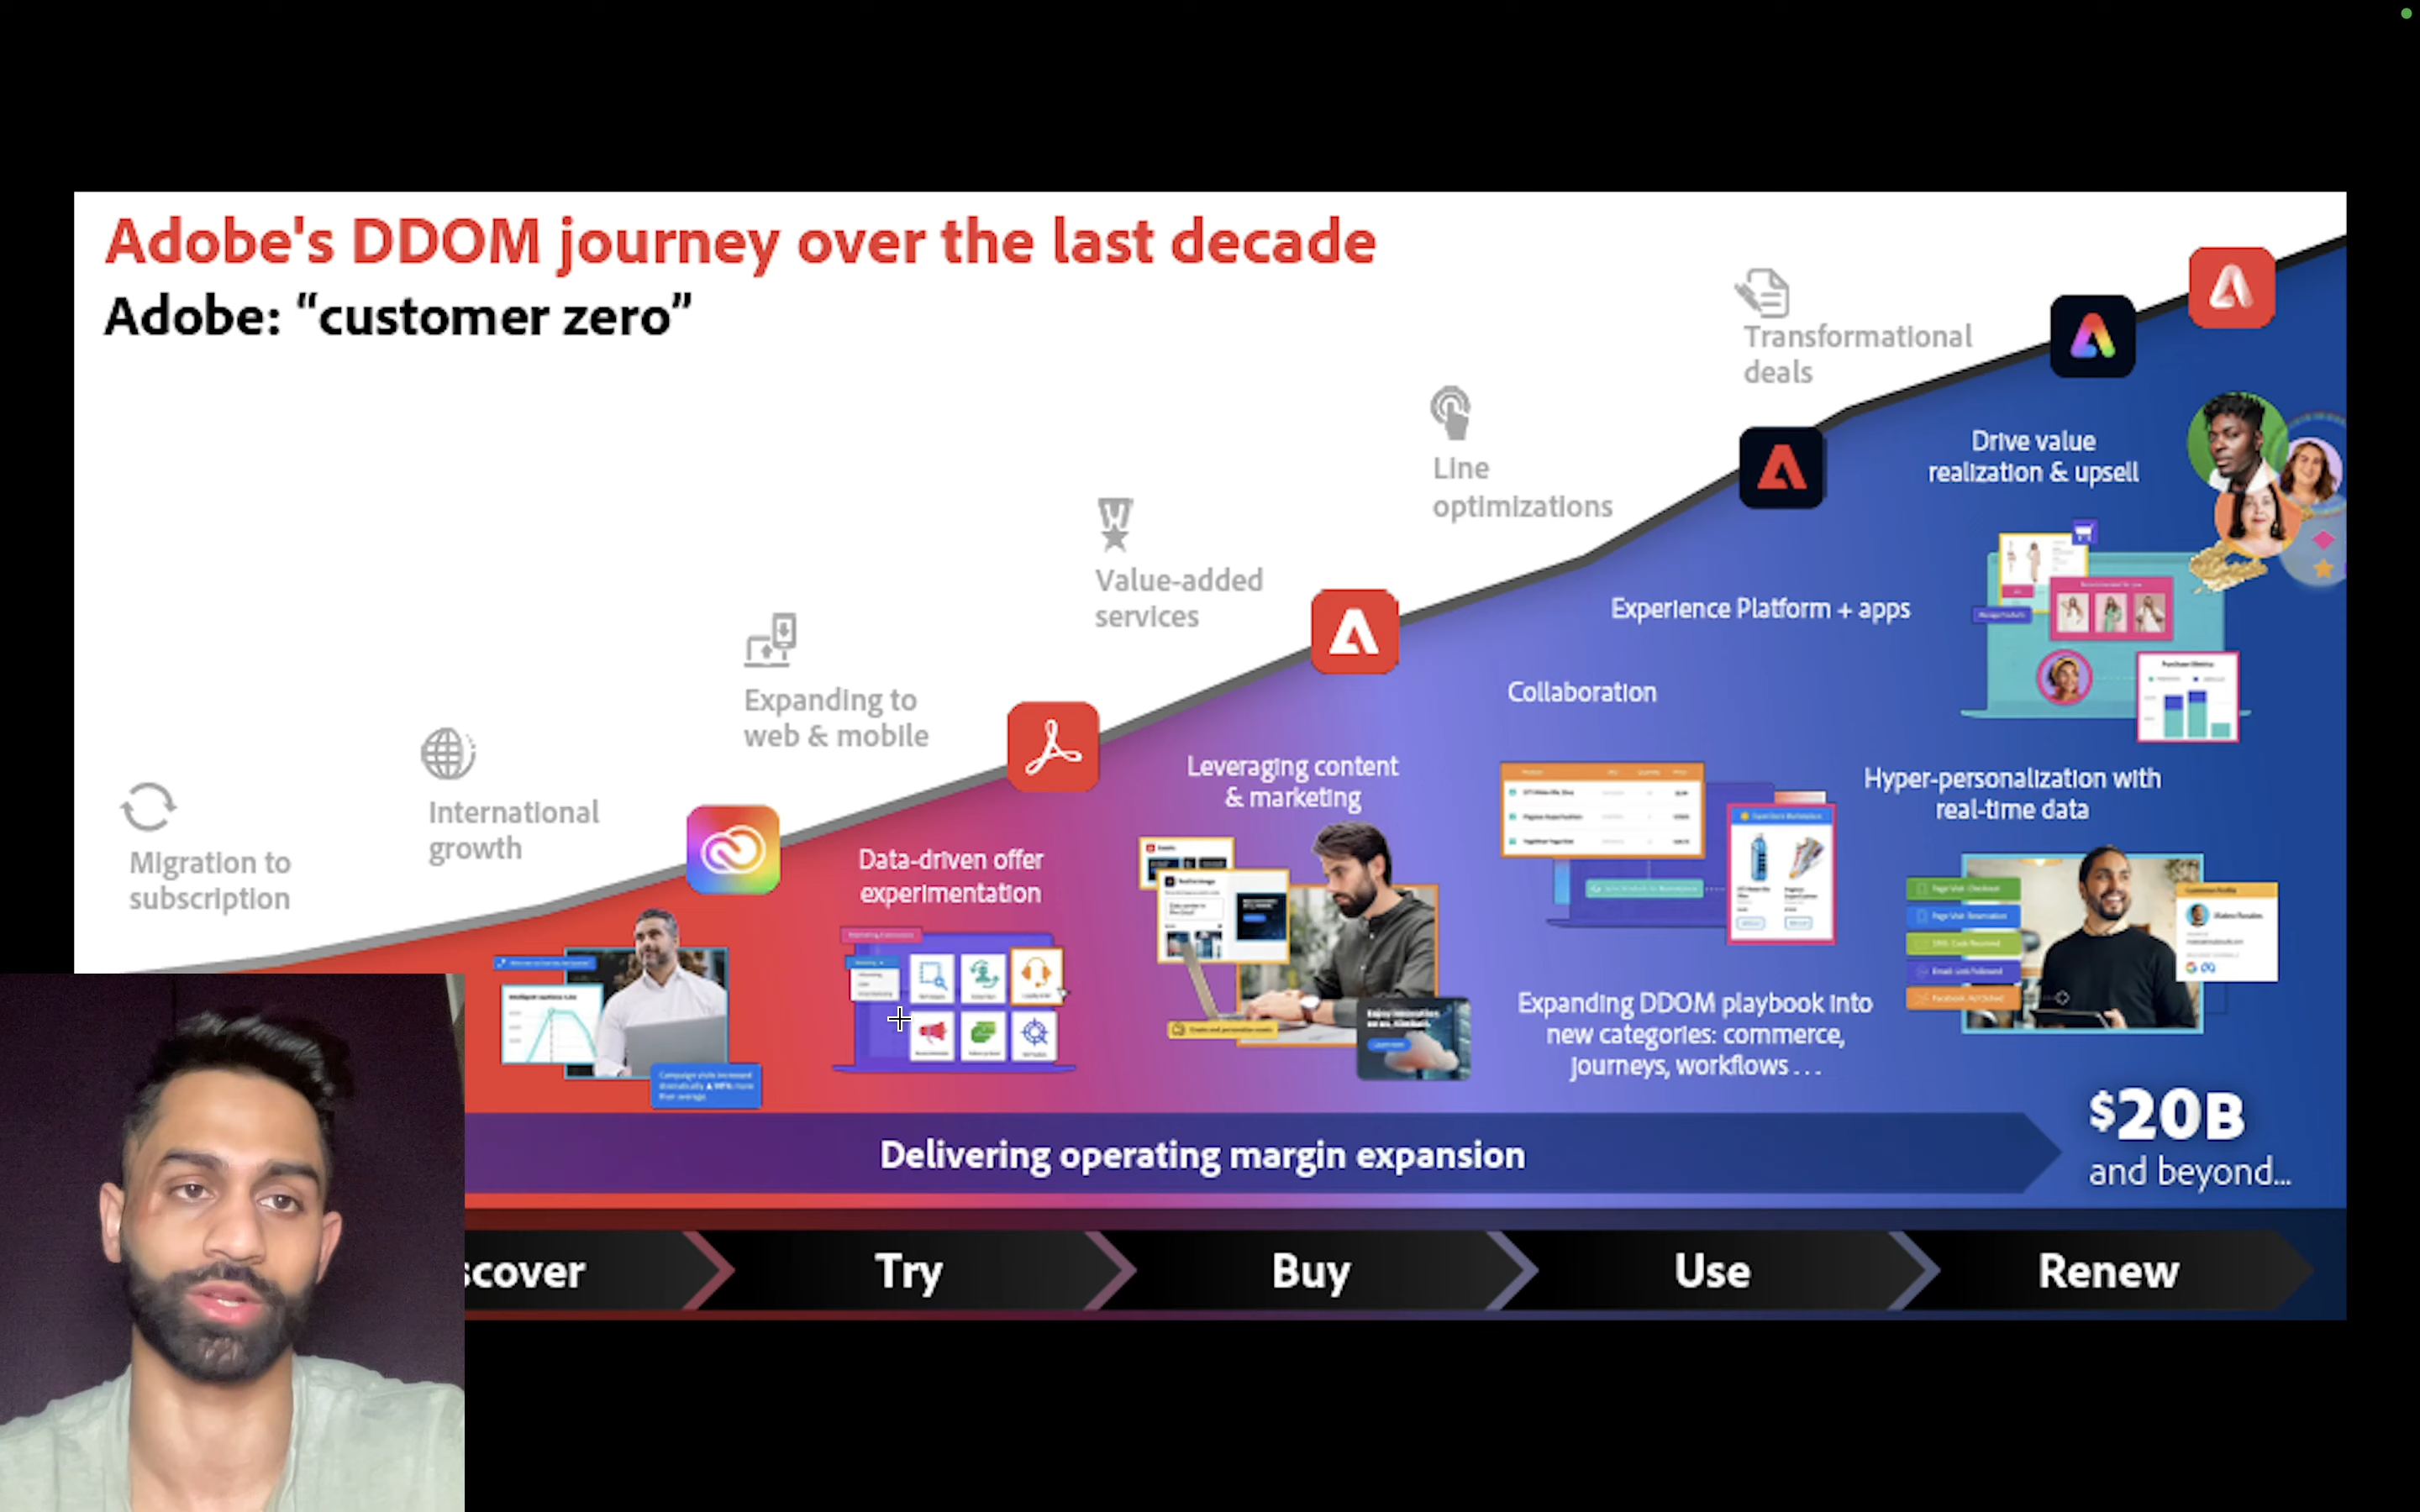 Adobe's DDOM journey over the last decade
Adobe: “customer zero”
Transformational
deals
Line
optimizations
Value-added
services
Expanding to
web & mobile
International
growth
Migration to
subscription
Drive value
realization & upsell
Experience Platform + apps
Collaboration
Leveraging content
& marketing
Hyper-personalization with
real-time data
Data-driven offer
experimentation
Expanding DDOM playbook into
new categories: commerce,
journeys, workflows . . .
Delivering operating margin expansion
$20B
and beyond...
scover
Try
Buy
Use
Renew